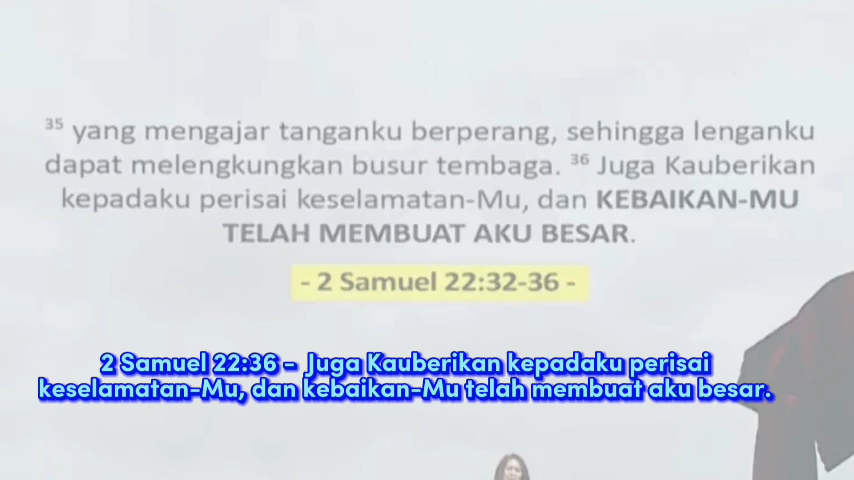 ³⁵ yang mengajar tanganku berperang, sehingga lenganku
dapat melengkungkan busur tembaga. ³⁶ Juga Kauberikan
kepadaku perisai keselamatan-Mu, dan KEBAIKAN-MU
TELAH MEMBUAT AKU BESAR.
- 2 Samuel 22:32-36 -
2 Samuel 22:36 - Juga Kauberikan kepadaku perisai
keselamatan-Mu, dan kebaikan-Mu telah membuat aku besar.